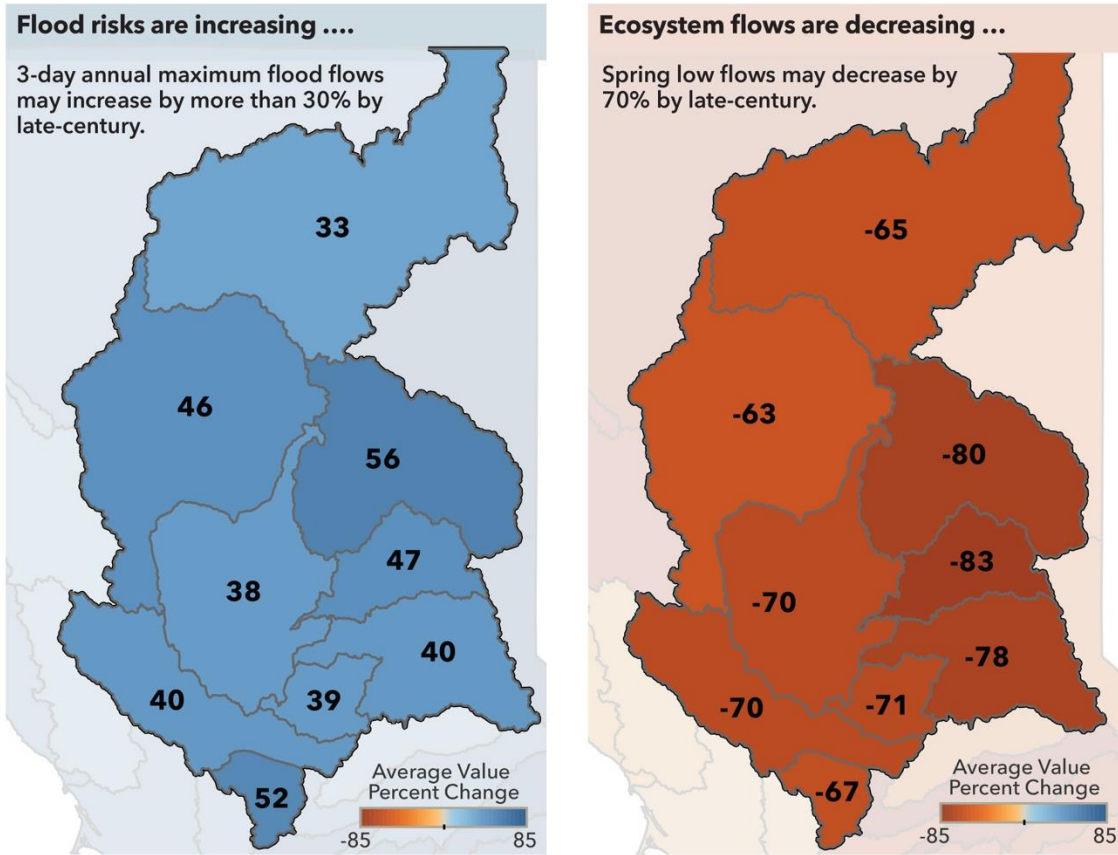 Flood risks are increasing ....
3-day annual maximum flood flows
may increase by more than 30% by
late-century.
33
46
56
47
38
40
40
39
52
Average Value
Percent Change
-85
85
Ecosystem flows are decreasing ...
Spring low flows may decrease by
70% by late-century.
-65
-63
-80
-83
-70
-78
-70
-71
-67
Average Value
Percent Change
-85
85